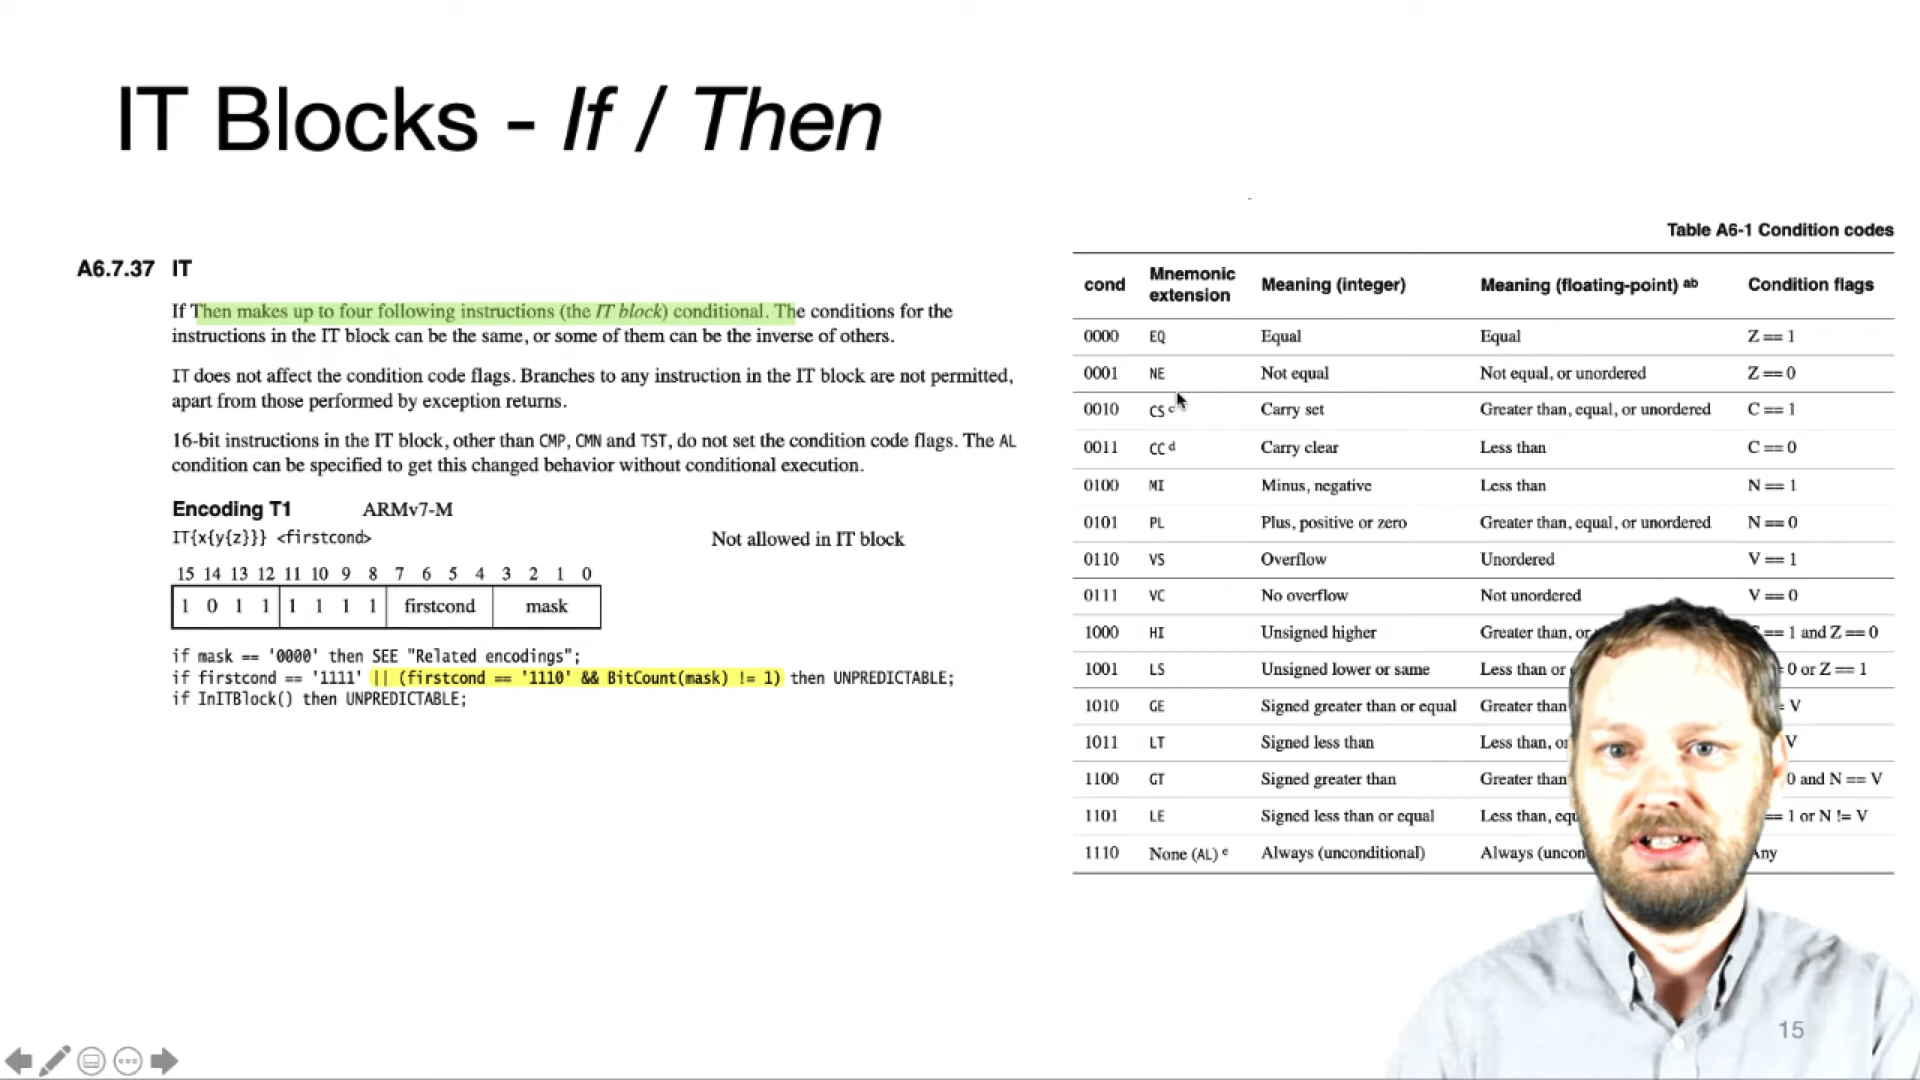 IT Blocks - If / Then
A6.7.37 IT
If Then makes up to four following instructions (the IT block) conditional. The conditions for the
instructions in the IT block can be the same, or some of them can be the inverse of others.
IT does not affect the condition code flags. Branches to any instruction in the IT block are not permitted,
apart from those performed by exception returns.
16-bit instructions in the IT block, other than CMP, CMN and TST, do not set the condition code flags. The AL
condition can be specified to get this changed behavior without conditional execution.
Encoding T1 ARMv7-M
IT{x{y{z}}} <firstcond> Not allowed in IT block
15 14 13 12 11 10 9 8 7 6 5 4 3 2 1 0
1 0 1 1 1 1 1 1 firstcond mask
if mask == '0000' then SEE "Related encodings";
if firstcond == '1111' || (firstcond == '1110' && BitCount(mask) != 1) then UNPREDICTABLE;
if InITBlock() then UNPREDICTABLE;
Table A6-1 Condition codes
cond Mnemonic extension Meaning (integer) Meaning (floating-point) ab Condition flags
0000 EQ Equal Equal Z == 1
0001 NE Not equal Not equal, or unordered Z == 0
0010 CS c Carry set Greater than, equal, or unordered C == 1
0011 CC d Carry clear Less than C == 0
0100 MI Minus, negative Less than N == 1
0101 PL Plus, positive or zero Greater than, equal, or unordered N == 0
0110 VS Overflow Unordered V == 1
0111 VC No overflow Not unordered V == 0
1000 HI Unsigned higher Greater than, or == 1 and Z == 0
1001 LS Unsigned lower or same Less than or 0 or Z == 1
1010 GE Signed greater than or equal Greater than V
1011 LT Signed less than Less than, V
1100 GT Signed greater than Greater than 0 and N == V
1101 LE Signed less than or equal Less than, == 1 or N != V
1110 None (AL) e Always (unconditional) Always
15